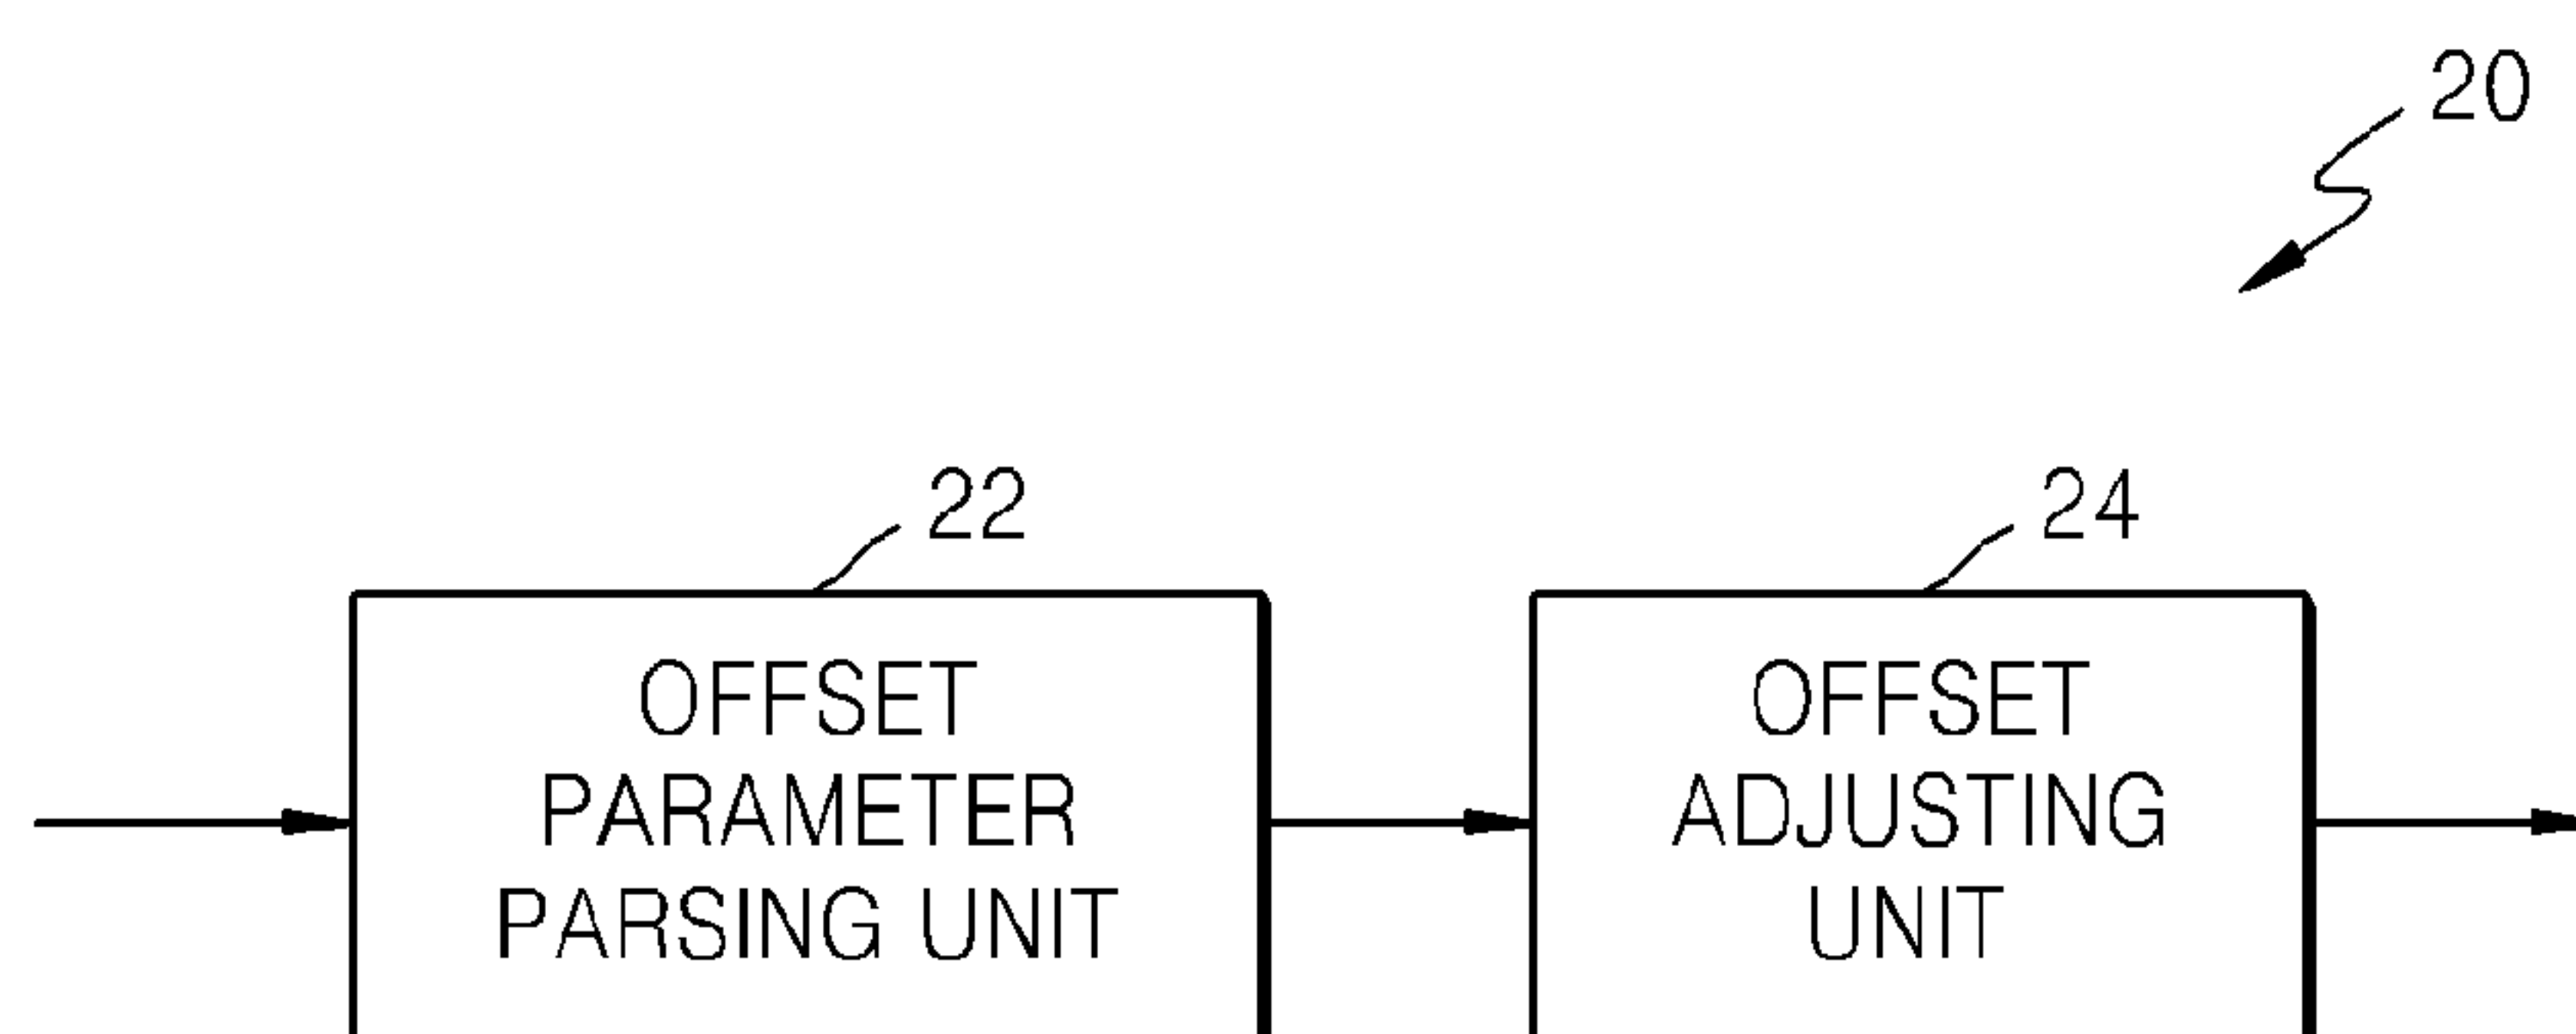 20
22
24
OFFSET
PARAMETER
PARSING UNIT
OFFSET
ADJUSTING
UNIT